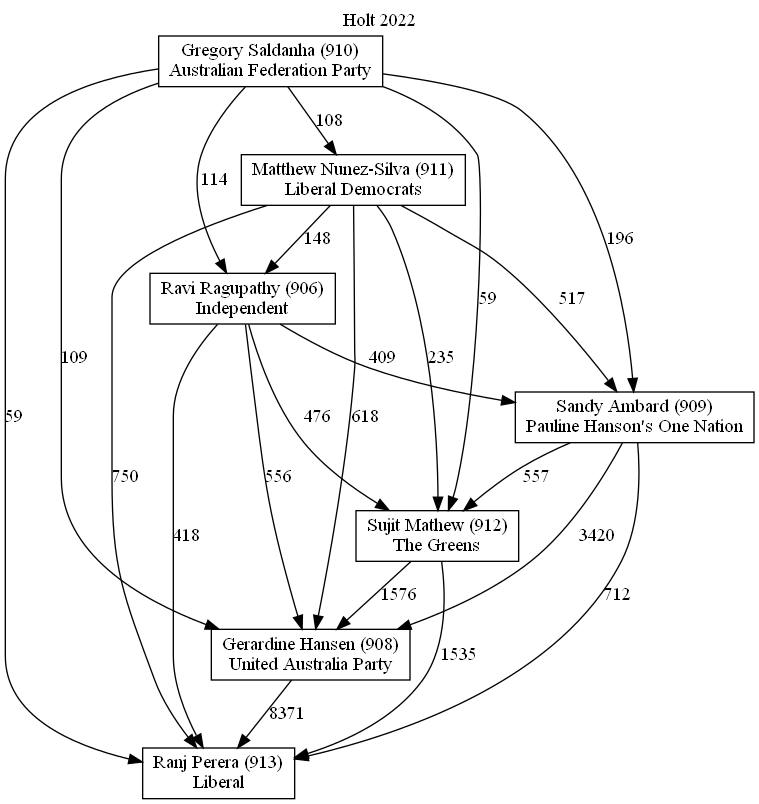 Holt 2022
Gregory Saldanha (910)
Australian Federation Party
108
Matthew Nunez-Silva (911)
Liberal Democrats
114
148
196
Ravi Ragupathy (906)
Independent
59
517
109
409
235
59
618
476
Sandy Ambard (909)
Pauline Hanson's One Nation
750
556
557
418
Sujit Mathew (912)
The Greens
3420
1576
712
Gerardine Hansen (908)
United Australia Party
1535
8371
Ranj Perera (913)
Liberal